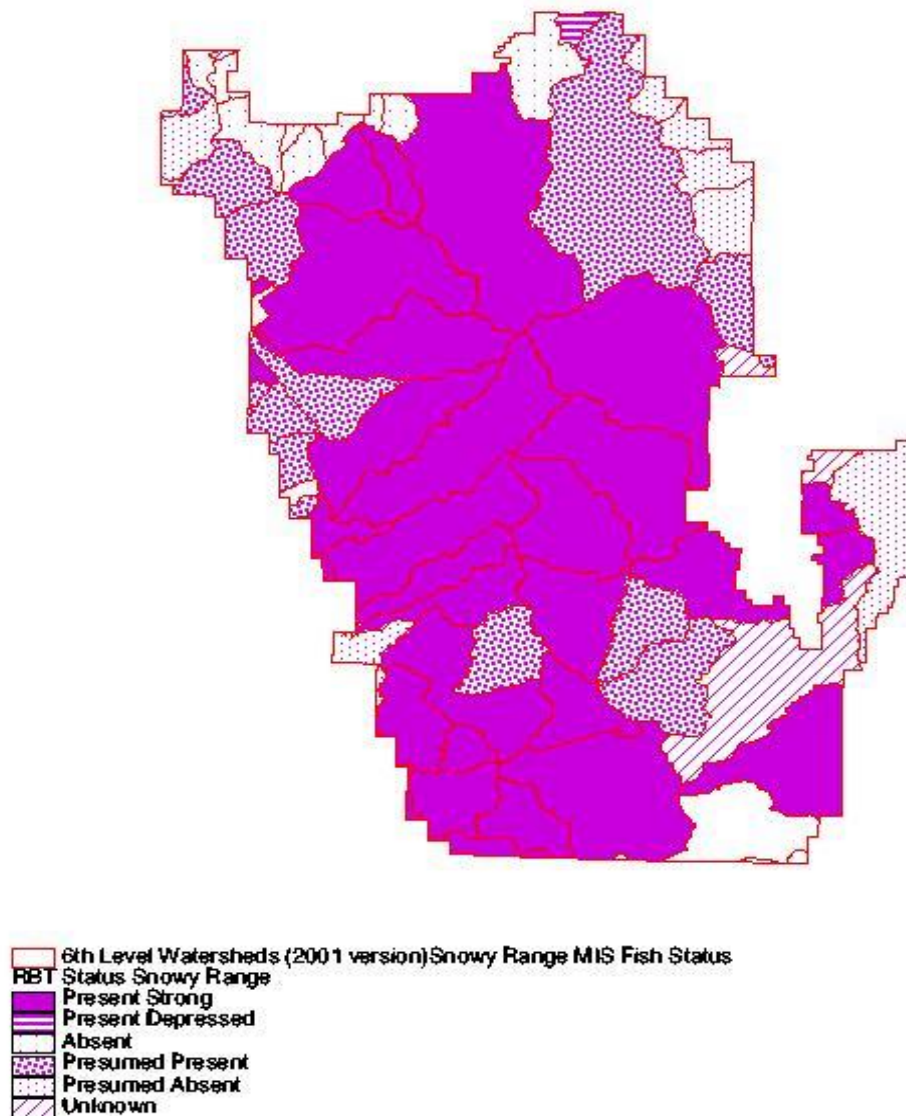 6th Level Watersheds (2001 version)Snowy Range MIS Fish Status
RBT Status Snowy Range
Present Strong
Present Depressed
Absent
Presumed Present
Presumed Absent
Unknown